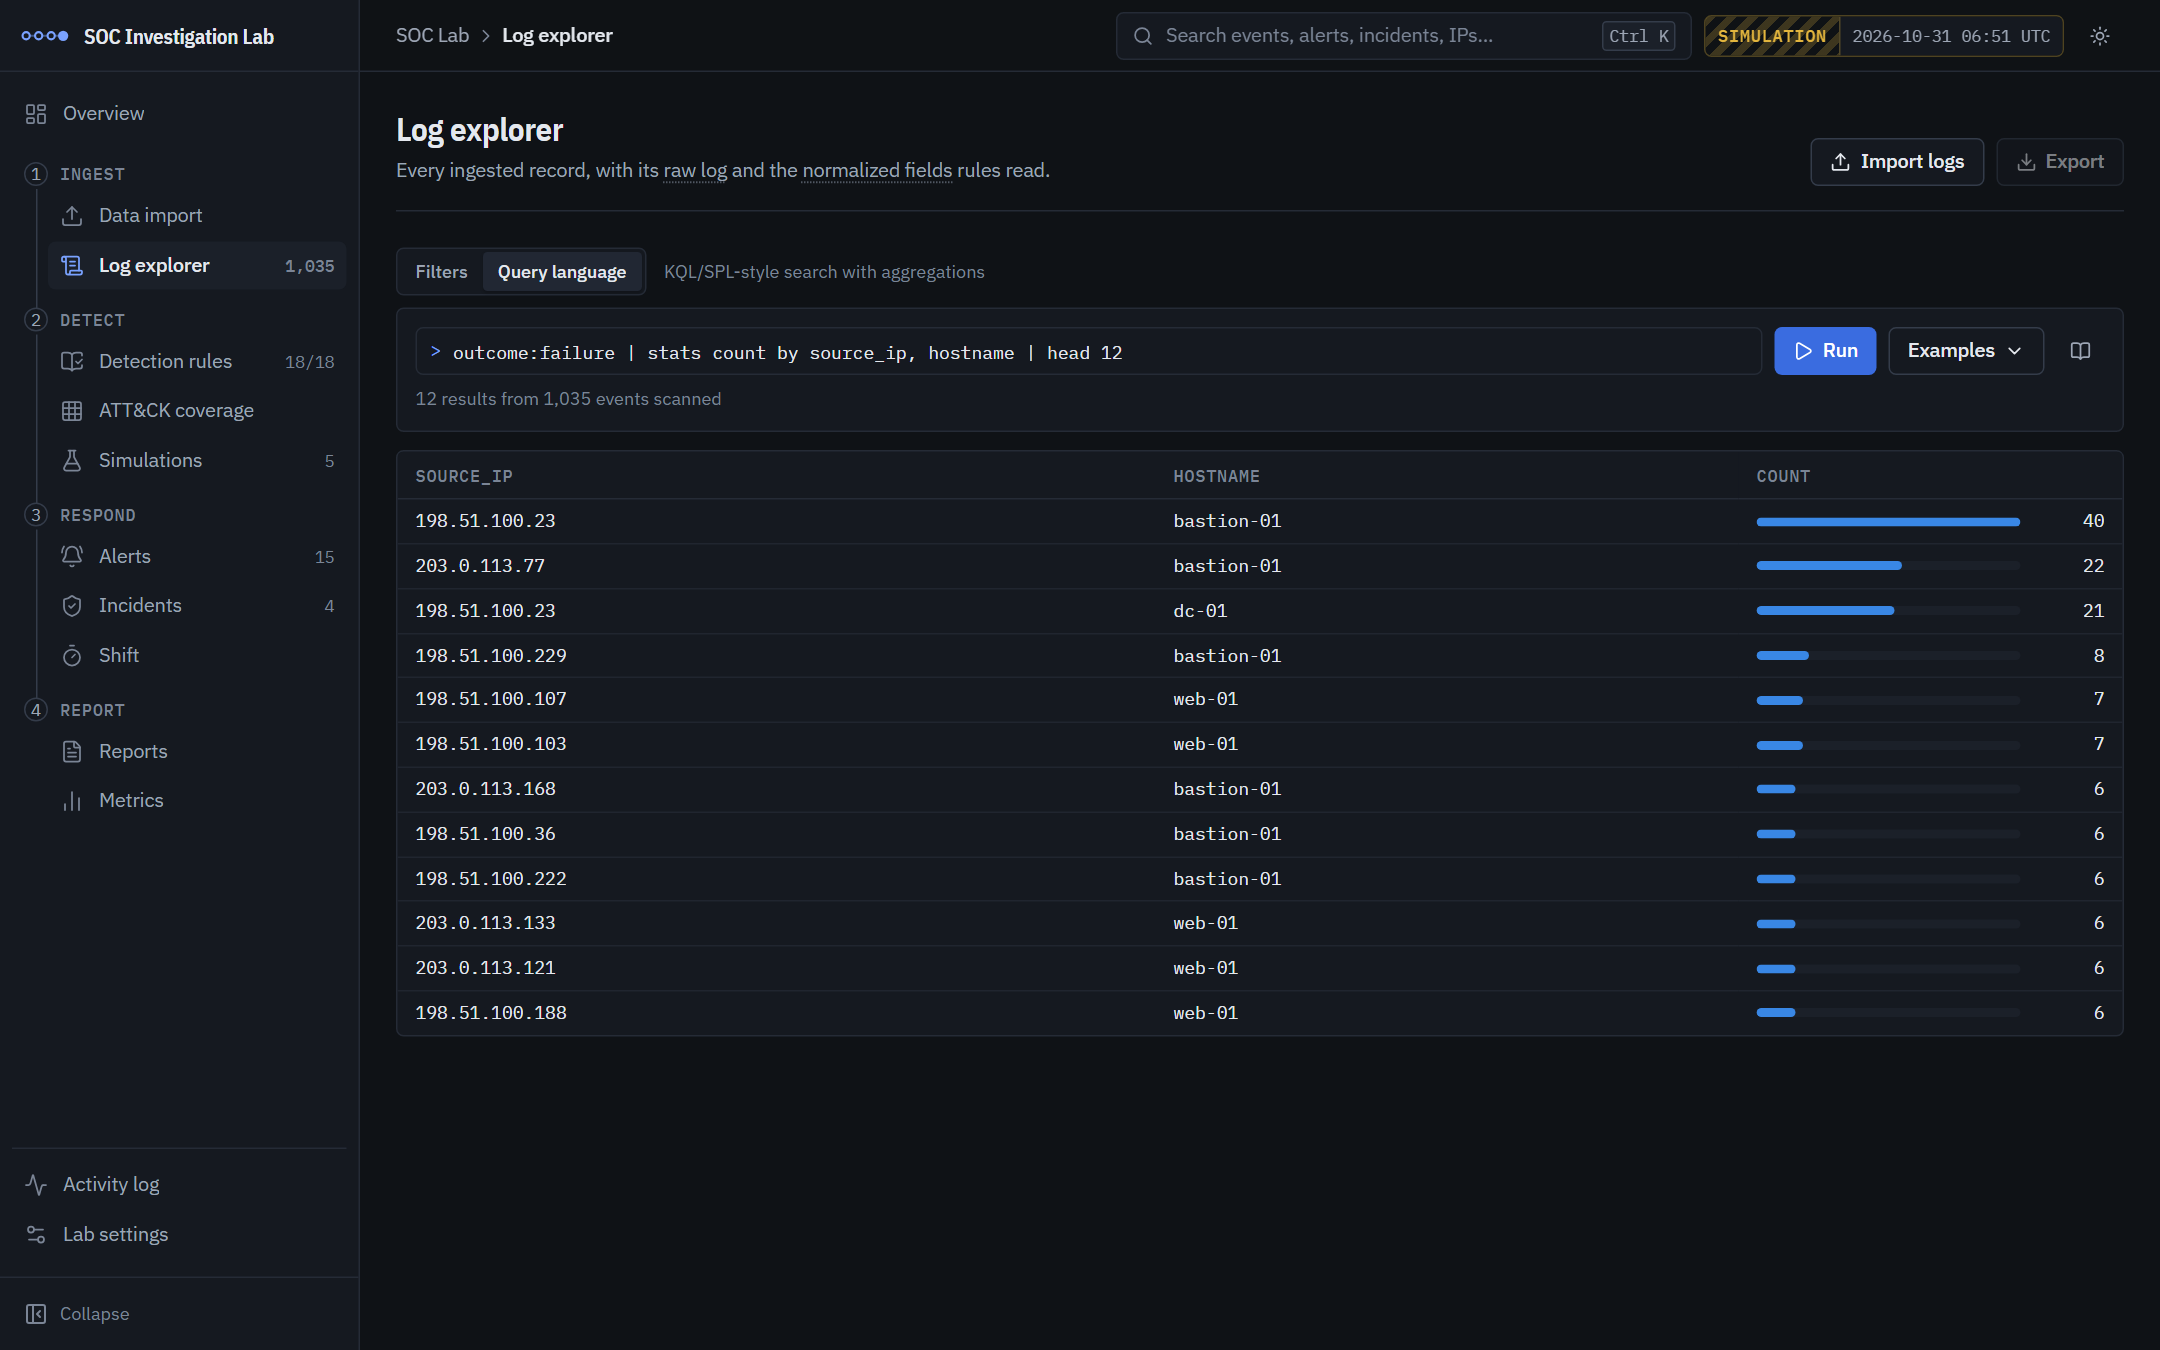 SOC Investigation Lab
SOC Lab > Log explorer
Search events, alerts, incidents, IPs... Ctrl K
SIMULATION 2026-10-31 06:51 UTC
Overview
1 INGEST
Data import
Log explorer 1,035
2 DETECT
Detection rules 18/18
ATT&CK coverage
Simulations 5
3 RESPOND
Alerts 15
Incidents 4
Shift
4 REPORT
Reports
Metrics
Activity log
Lab settings
Collapse
Log explorer
Every ingested record, with its raw log and the normalized fields rules read.
Import logs Export
Filters Query language KQL/SPL-style search with aggregations
> outcome:failure | stats count by source_ip, hostname | head 12
Run Examples
12 results from 1,035 events scanned
SOURCE_IP HOSTNAME COUNT
198.51.100.23 bastion-01 40
203.0.113.77 bastion-01 22
198.51.100.23 dc-01 21
198.51.100.229 bastion-01 8
198.51.100.107 web-01 7
198.51.100.103 web-01 7
203.0.113.168 bastion-01 6
198.51.100.36 bastion-01 6
198.51.100.222 bastion-01 6
203.0.113.133 web-01 6
203.0.113.121 web-01 6
198.51.100.188 web-01 6